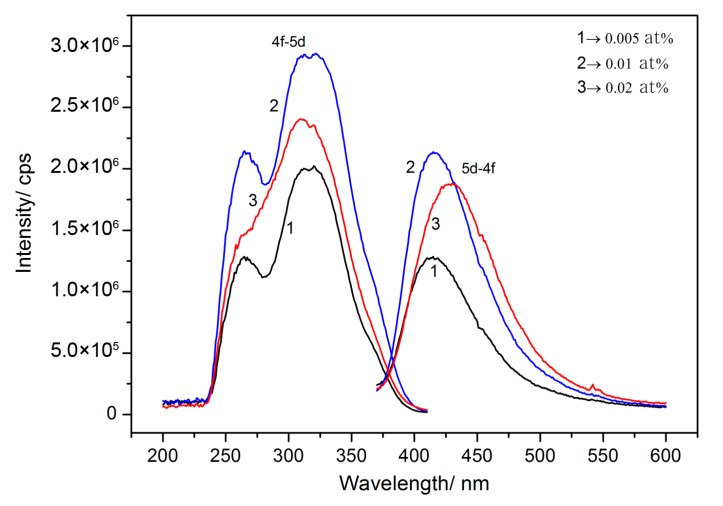 3.0×10⁶
2.5×10⁶
2.0×10⁶
1.5×10⁶
1.0×10⁶
5.0×10⁵
0
Intensity/ cps
4f-5d
2
3
1
2
5d-4f
3
1
1→ 0.005 at%
2→ 0.01 at%
3→ 0.02 at%
200 250 300 350 400 450 500 550 600
Wavelength/ nm